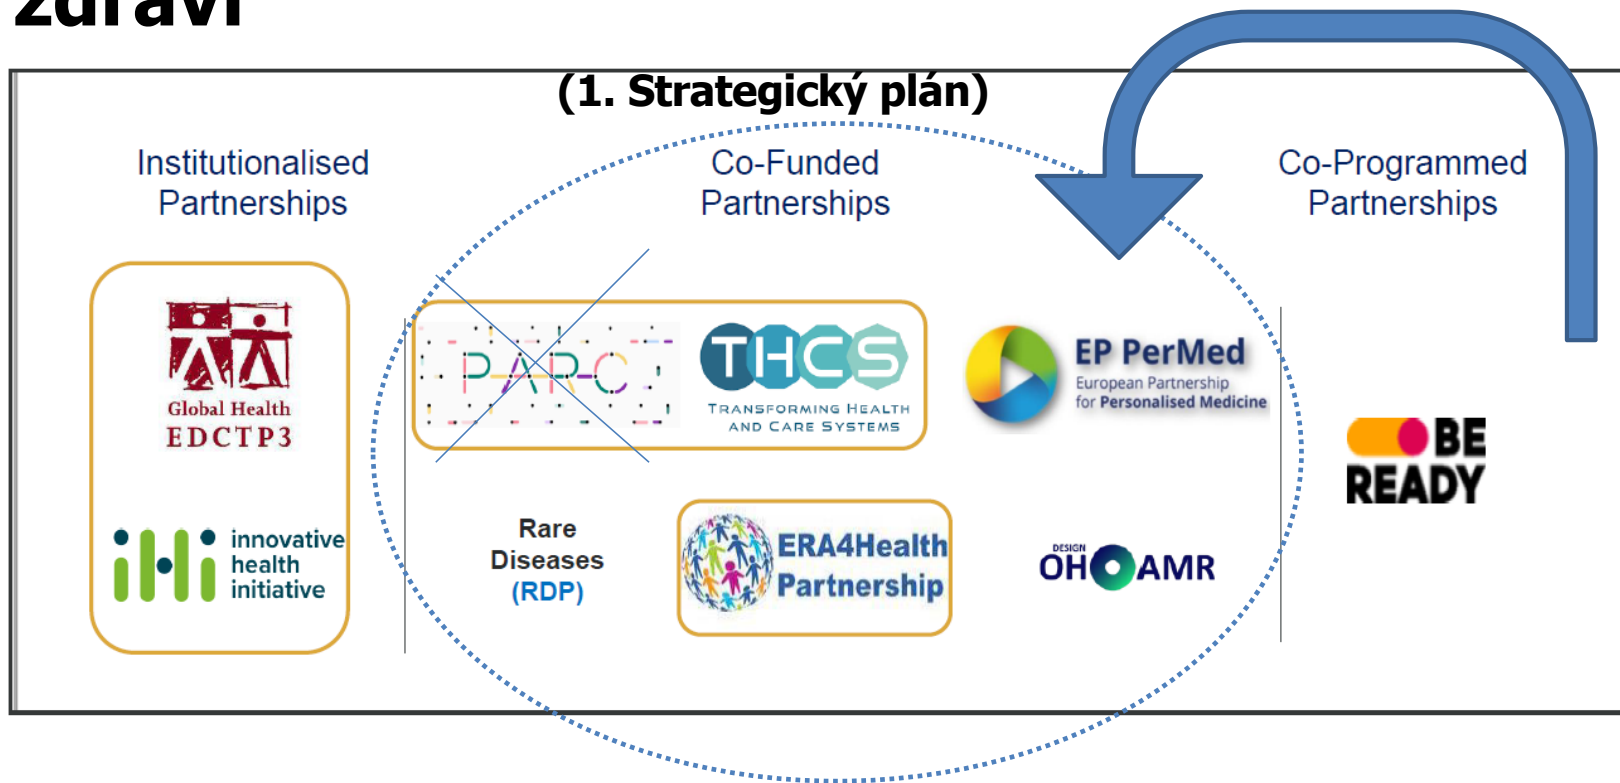 zdraví
(1. Strategický plán)
Institutionalised
Partnerships
Co-Funded
Partnerships
Co-Programmed
Partnerships
Global Health
EDCTP3
innovative
health
initiative
PARC
THCS
TRANSFORMING HEALTH
AND CARE SYSTEMS
EP PerMed
European Partnership
for Personalised Medicine
Rare
Diseases
(RDP)
ERA4Health
Partnership
DESIGN
OH AMR
BE
READY